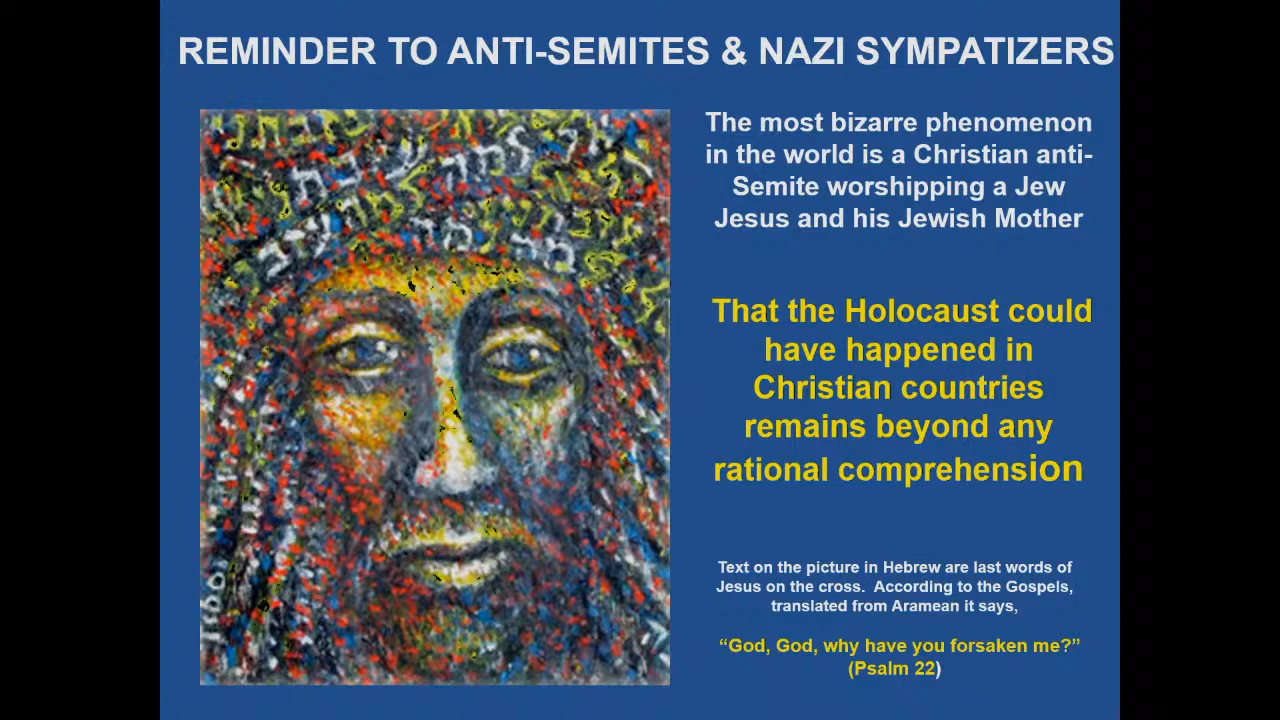 REMINDER TO ANTI-SEMITES & NAZI SYMPATIZERS
The most bizarre phenomenon
in the world is a Christian anti-
Semite worshipping a Jew
Jesus and his Jewish Mother
That the Holocaust could
have happened in
Christian countries
remains beyond any
rational comprehension
Text on the picture in Hebrew are last words of
Jesus on the cross.  According to the Gospels,
translated from Aramean it says,
“God, God, why have you forsaken me?”
(Psalm 22)